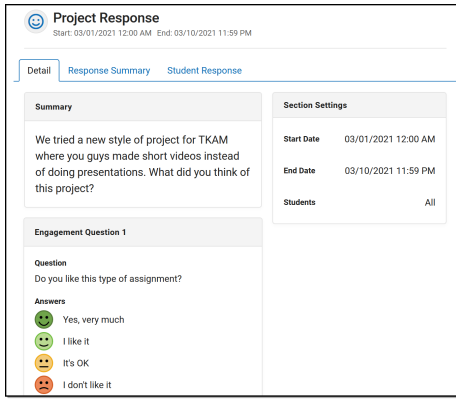 Project Response
Start: 03/01/2021 12:00 AM End: 03/10/2021 11:59 PM
Detail Response Summary Student Response
Summary
We tried a new style of project for TKAM
where you guys made short videos instead
of doing presentations. What did you think of
this project?
Section Settings
Start Date 03/01/2021 12:00 AM
End Date 03/10/2021 11:59 PM
Students All
Engagement Question 1
Question
Do you like this type of assignment?
Answers
Yes, very much
I like it
It's OK
I don't like it